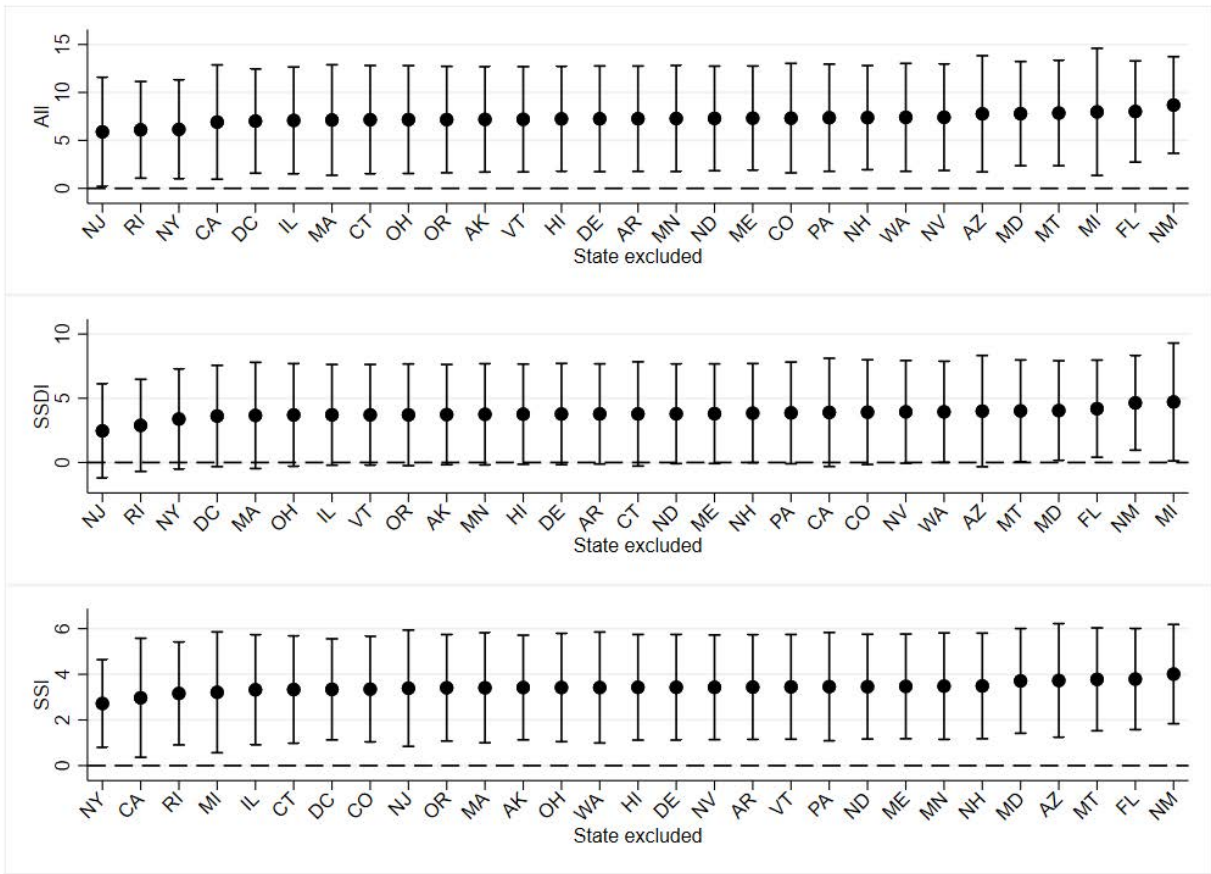 All
15
10
5
0
NJ RI NY CA DC IL MA CT OH OR AK VT HI DE AR MN ND ME CO PA NH WA NV AZ MD MT MI FL NM
State excluded
SSDI
10
5
0
NJ RI NY DC MA OH IL VT OR AK MN HI DE AR CT ND ME NH PA CA CO NV WA AZ MT MD FL NM MI
State excluded
SSI
6
4
2
0
NY CA RI MI IL CT DC CO NJ OR MA AK OH WA HI DE NV AR VT PA ND ME MN NH MD AZ MT FL NM
State excluded